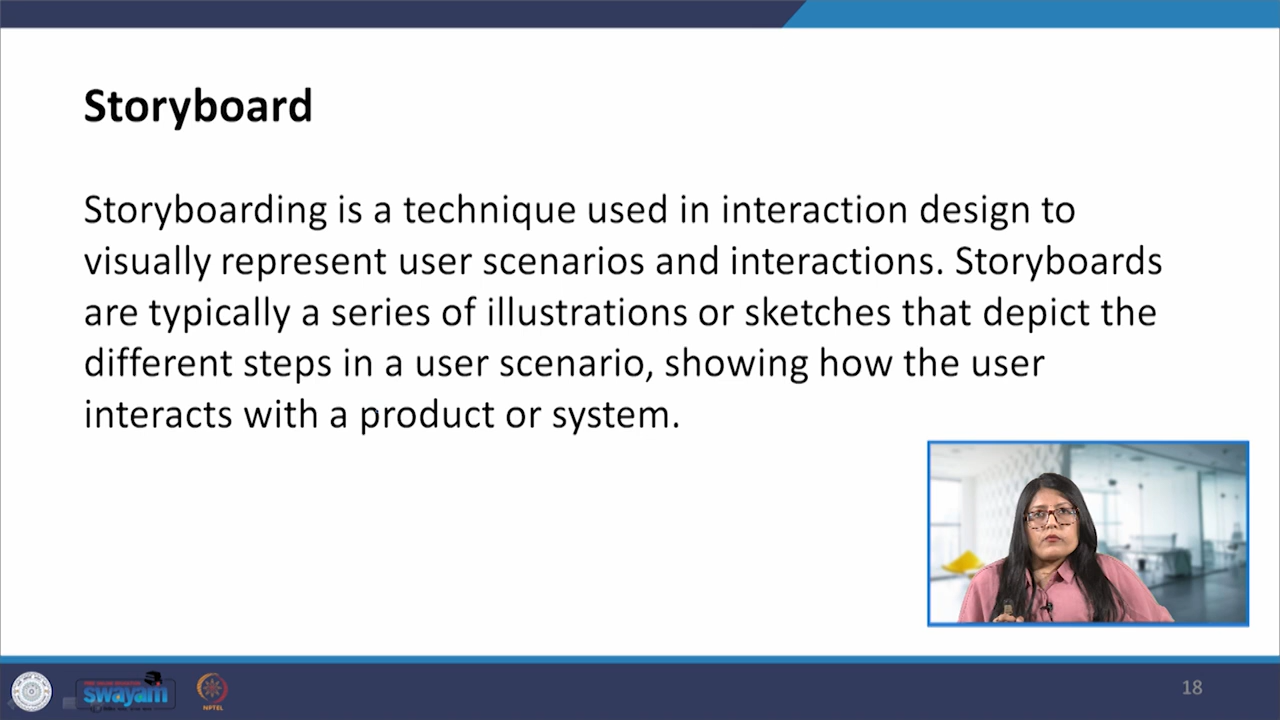 Storyboard
Storyboarding is a technique used in interaction design to
visually represent user scenarios and interactions. Storyboards
are typically a series of illustrations or sketches that depict the
different steps in a user scenario, showing how the user
interacts with a product or system.
swayam
NPTEL
18